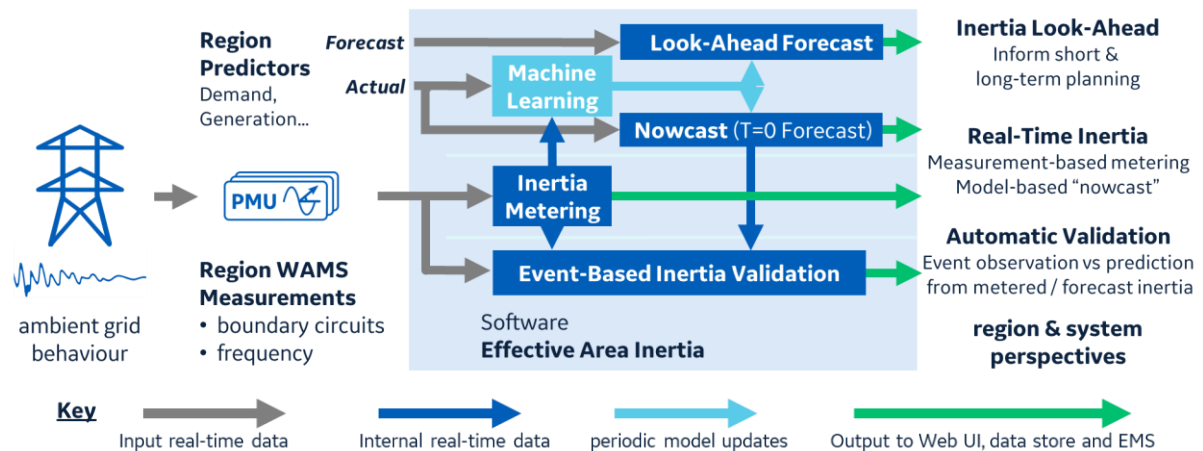 Region
Predictors
Demand,
Generation...
Forecast
Actual
Look-Ahead Forecast
Machine
Learning
Nowcast (T=0 Forecast)
Inertia Look-Ahead
Inform short &
long-term planning
Real-Time Inertia
Measurement-based metering
Model-based “nowcast”
PMU
Inertia
Metering
Region WAMS
Measurements
• boundary circuits
• frequency
ambient grid
behaviour
Event-Based Inertia Validation
Automatic Validation
Event observation vs prediction
from metered / forecast inertia
Software
Effective Area Inertia
region & system
perspectives
Key
Input real-time data
Internal real-time data
periodic model updates
Output to Web UI, data store and EMS